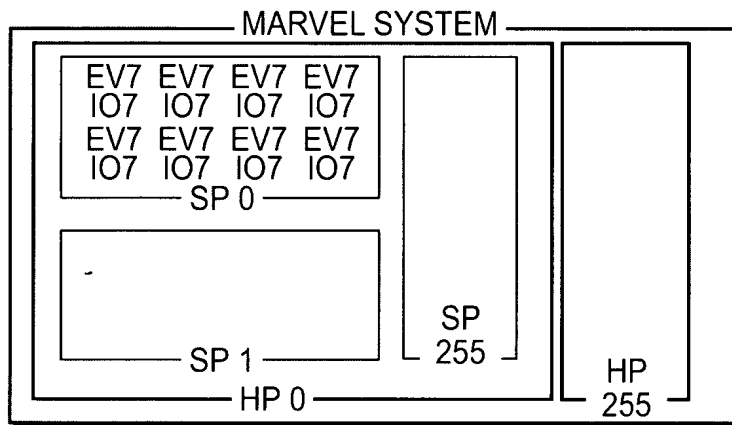 MARVEL SYSTEM
EV7 EV7 EV7 EV7
IO7 IO7 IO7 IO7
EV7 EV7 EV7 EV7
IO7 IO7 IO7 IO7
SP 0
SP 1
SP
255
HP 0
HP
255